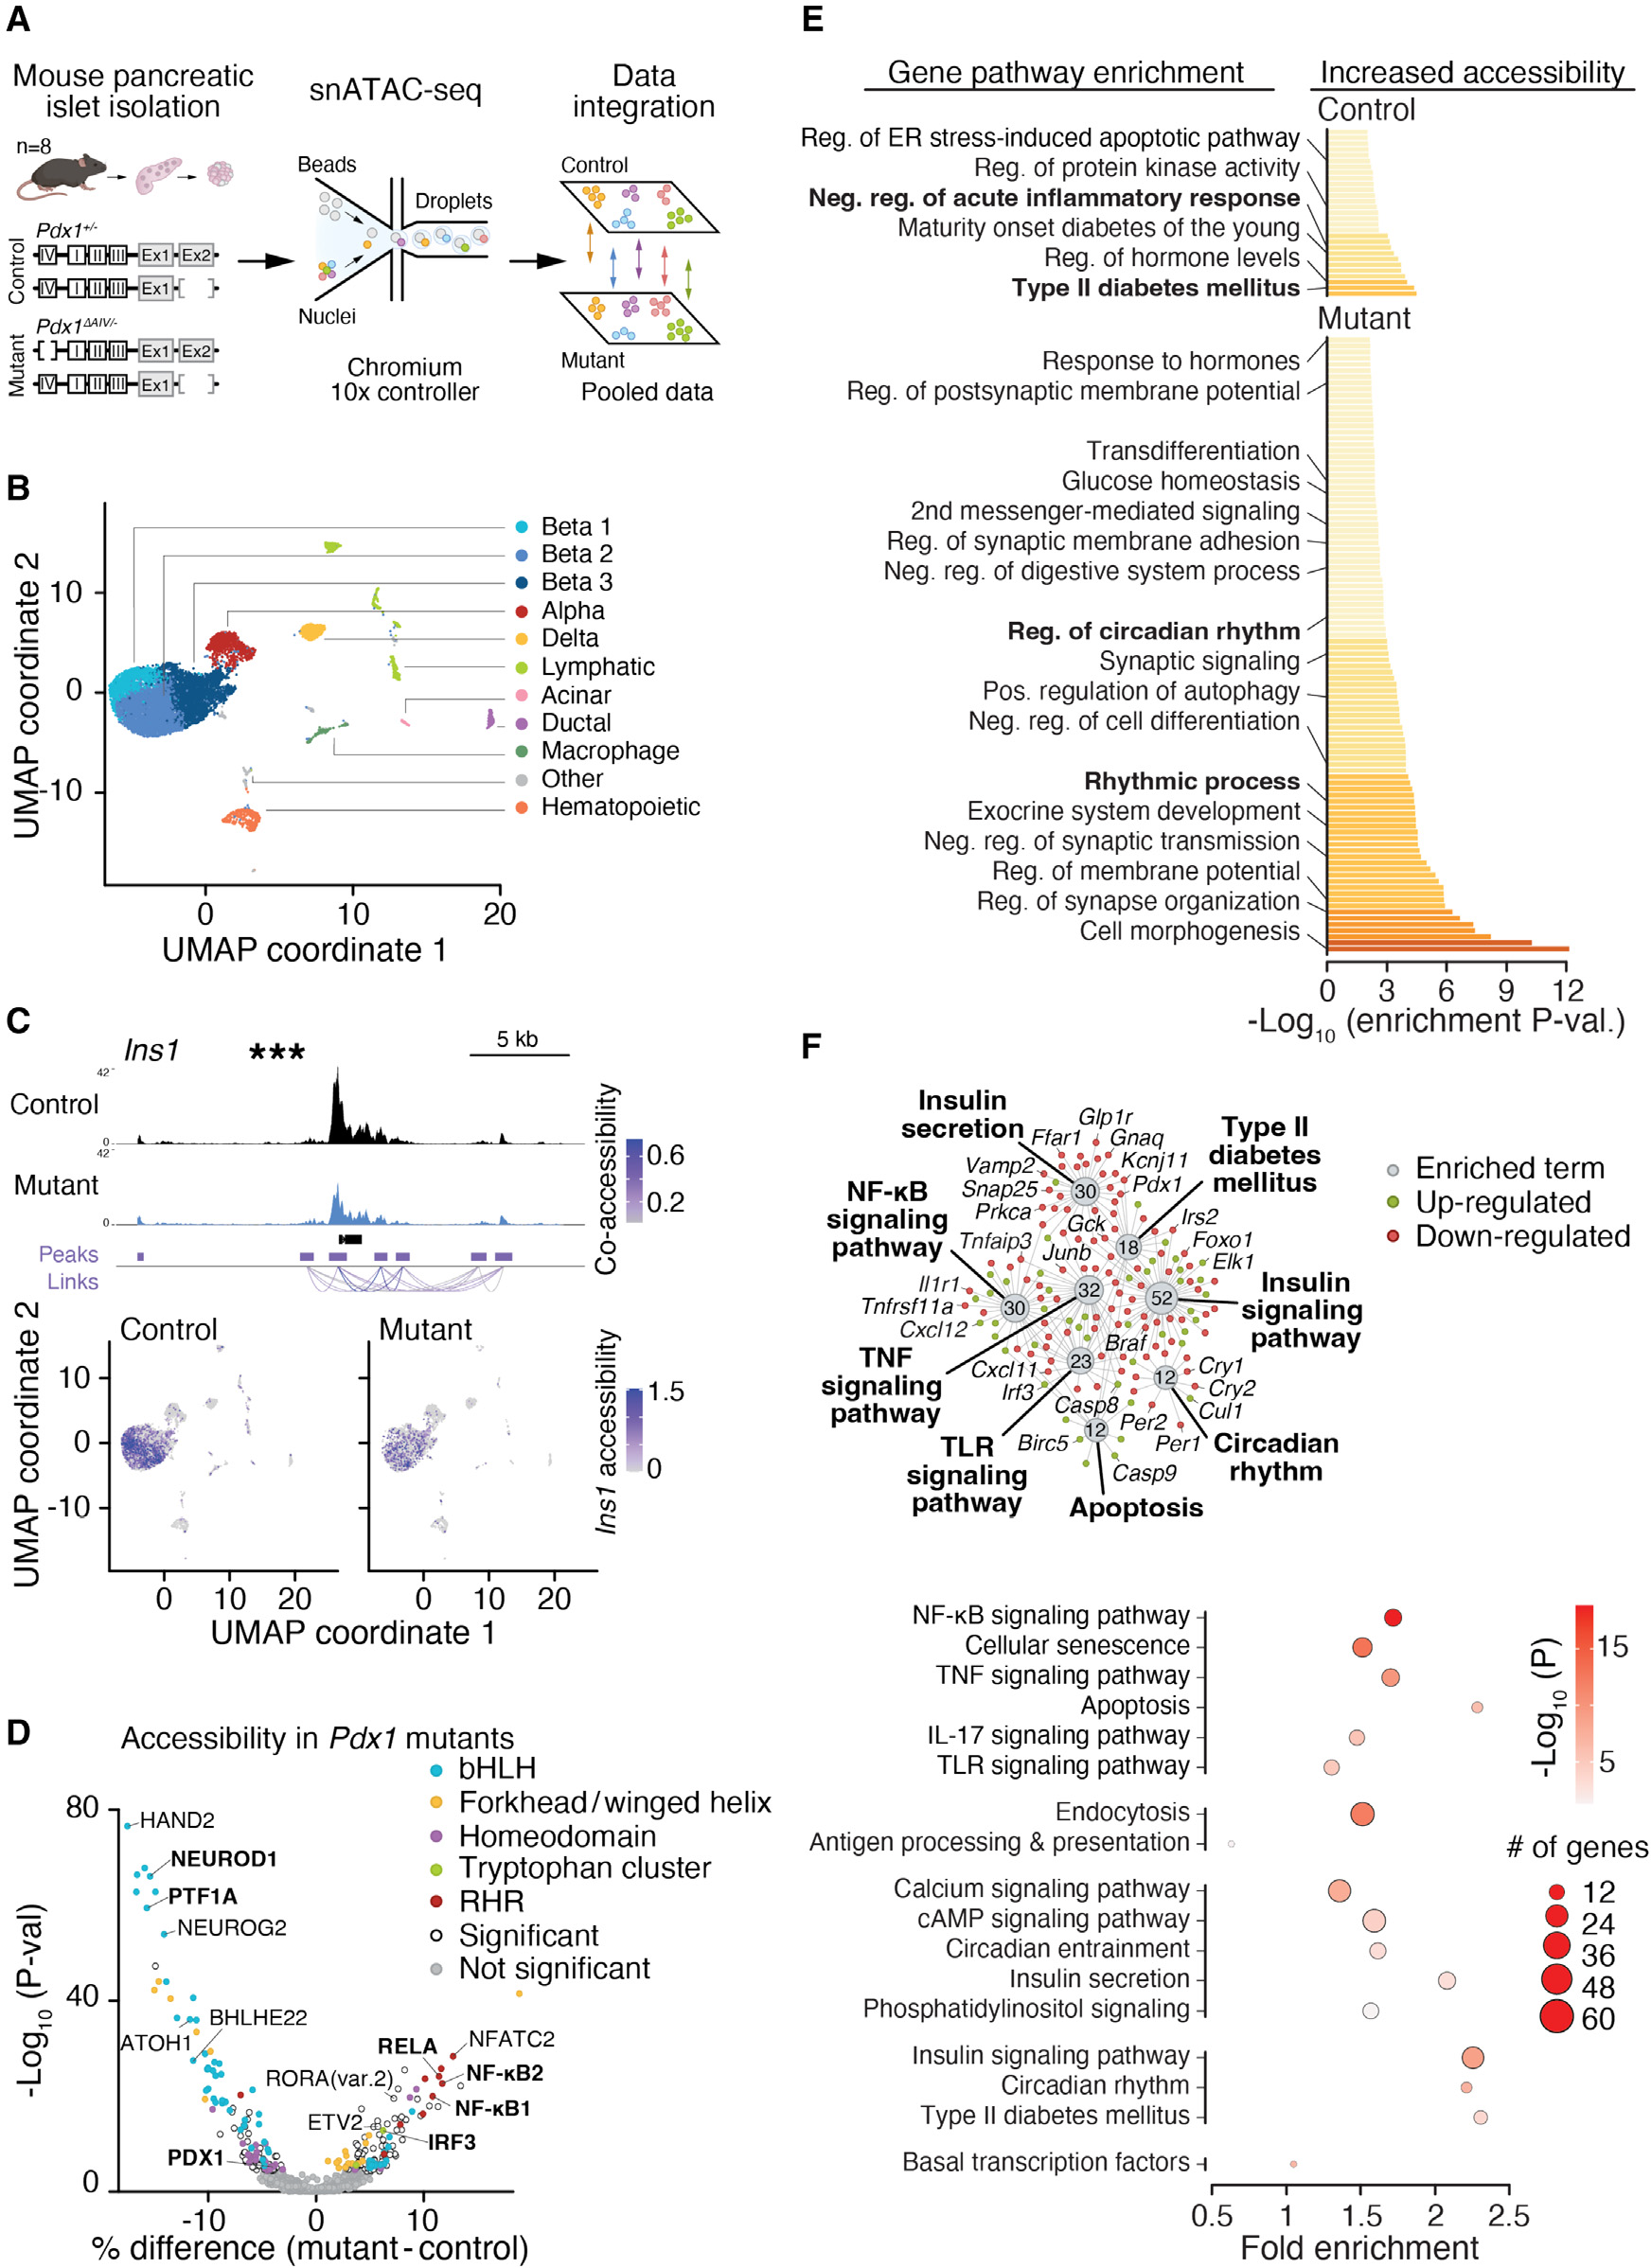 A
Mouse pancreatic
islet isolation
n=8
Control
Pdx1+/-
IV I II III Ex1 Ex2
IV I II III Ex1
Mutant
Pdx1ΔAIV/-
I II III Ex1 Ex2
IV I II III Ex1
snATAC-seq
Beads
Droplets
Nuclei
Chromium
10x controller
Data
integration
Control
Mutant
Pooled data
B
UMAP coordinate 2
10
0
-10
0 10 20
UMAP coordinate 1
Beta 1
Beta 2
Beta 3
Alpha
Delta
Lymphatic
Acinar
Ductal
Macrophage
Other
Hematopoietic
C
Ins1 *** 5 kb
42
Control
0
42
Mutant
0
Peaks
Links
Co-accessibility
0.6
0.2
Control Mutant
UMAP coordinate 2
10
0
-10
0 10 20 0 10 20
UMAP coordinate 1
Ins1 accessibility
1.5
0
D
Accessibility in Pdx1 mutants
bHLH
Forkhead/winged helix
Homeodomain
Tryptophan cluster
RHR
Significant
Not significant
-Log10 (P-val)
80
40
0
HAND2
NEUROD1
PTF1A
NEUROG2
BHLHE22
ATOH1
PDX1
RELA
NFATC2
RORA(var.2)
NF-κB2
NF-κB1
ETV2
IRF3
-10 0 10
% difference (mutant-control)
E
Gene pathway enrichment Increased accessibility
Control
Reg. of ER stress-induced apoptotic pathway
Reg. of protein kinase activity
Neg. reg. of acute inflammatory response
Maturity onset diabetes of the young
Reg. of hormone levels
Type II diabetes mellitus
Mutant
Response to hormones
Reg. of postsynaptic membrane potential
Transdifferentiation
Glucose homeostasis
2nd messenger-mediated signaling
Reg. of synaptic membrane adhesion
Neg. reg. of digestive system process
Reg. of circadian rhythm
Synaptic signaling
Pos. regulation of autophagy
Neg. reg. of cell differentiation
Rhythmic process
Exocrine system development
Neg. reg. of synaptic transmission
Reg. of membrane potential
Reg. of synapse organization
Cell morphogenesis
0 3 6 9 12
-Log10 (enrichment P-val.)
F
Insulin
secretion
Type II
diabetes
mellitus
NF-κB
signaling
pathway
Insulin
signaling
pathway
TNF
signaling
pathway
TLR
signaling
pathway
Apoptosis
Circadian
rhythm
Glp1r
Ffar1
Gnaq
Vamp2
Kcnj11
Snap25
Pdx1
Prkca
Gck
Irs2
Tnfaip3
Junb
Foxo1
Elk1
Il1r1
Tnfrsf11a
Cxcl12
Braf
Cxcl11
Irf3
Cry1
Cry2
Cul1
Casp8
Per2
Per1
Birc5
Casp9
30
18
32
52
30
23
12
12
Enriched term
Up-regulated
Down-regulated
NF-κB signaling pathway
Cellular senescence
TNF signaling pathway
Apoptosis
IL-17 signaling pathway
TLR signaling pathway
Endocytosis
Antigen processing & presentation
Calcium signaling pathway
cAMP signaling pathway
Circadian entrainment
Insulin secretion
Phosphatidylinositol signaling
Insulin signaling pathway
Circadian rhythm
Type II diabetes mellitus
Basal transcription factors
0.5 1 1.5 2 2.5
Fold enrichment
-Log10 (P)
15
5
# of genes
12
24
36
48
60